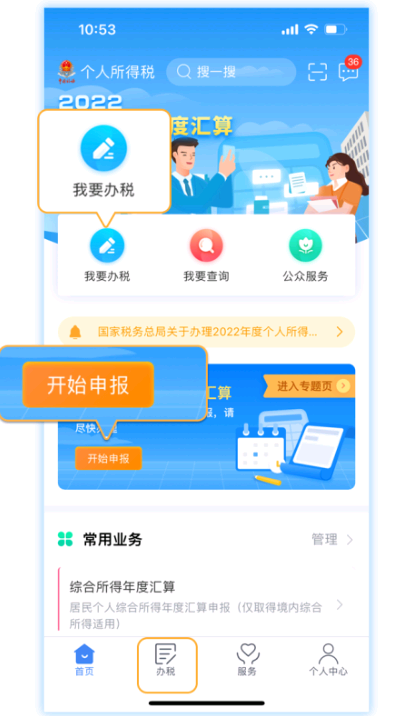 10:53
个人所得税
搜一搜
36
2022
度汇算
我要办税
我要办税
我要查询
公众服务
国家税务总局关于办理2022年度个人所得...
开始申报
汇算
进入专题页
报，请
尽快
开始申报
常用业务
管理
综合所得年度汇算
居民个人综合所得年度汇算申报（仅取得境内综合
所得适用）
首页
办税
服务
个人中心